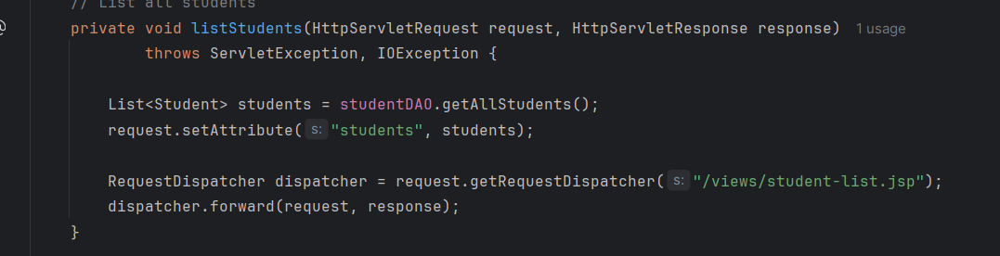 // List all students
private void listStudents(HttpServletRequest request, HttpServletResponse response) 1 usage
throws ServletException, IOException {
List<Student> students = studentDAO.getAllStudents();
request.setAttribute( s: "students", students);
RequestDispatcher dispatcher = request.getRequestDispatcher( s: "/views/student-list.jsp");
dispatcher.forward(request, response);
}